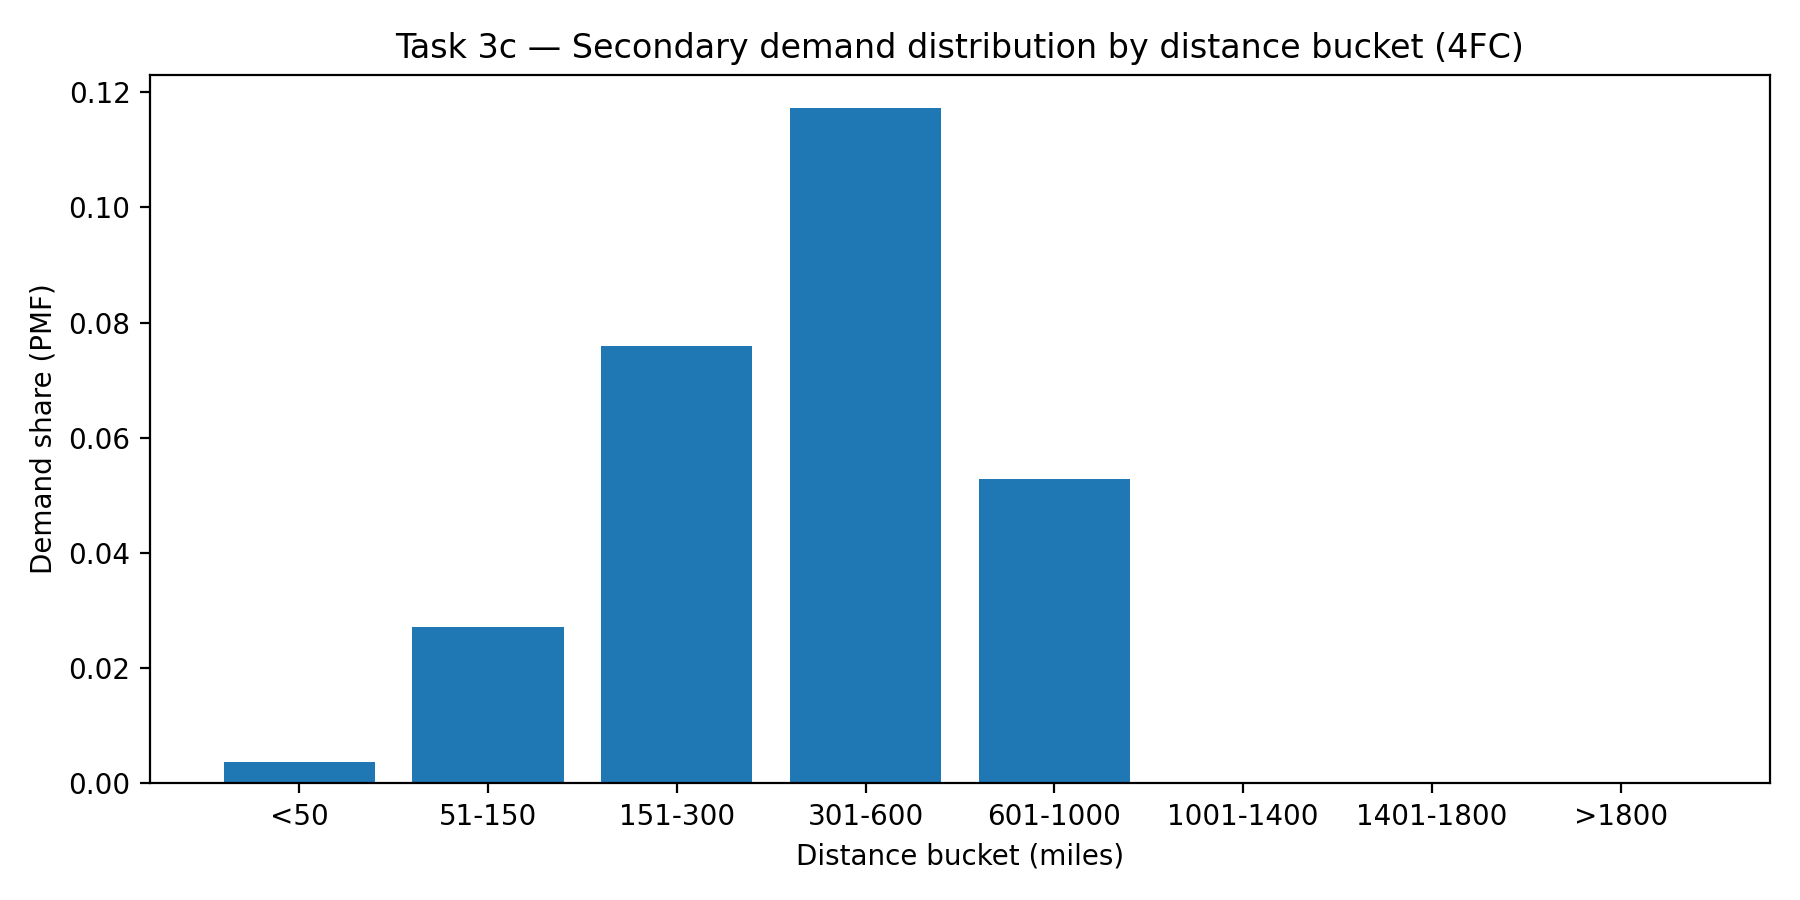 Task 3c — Secondary demand distribution by distance bucket (4FC)
Demand share (PMF)
0.12
0.10
0.08
0.06
0.04
0.02
0.00
<50 51-150 151-300 301-600 601-1000 1001-1400 1401-1800 >1800
Distance bucket (miles)